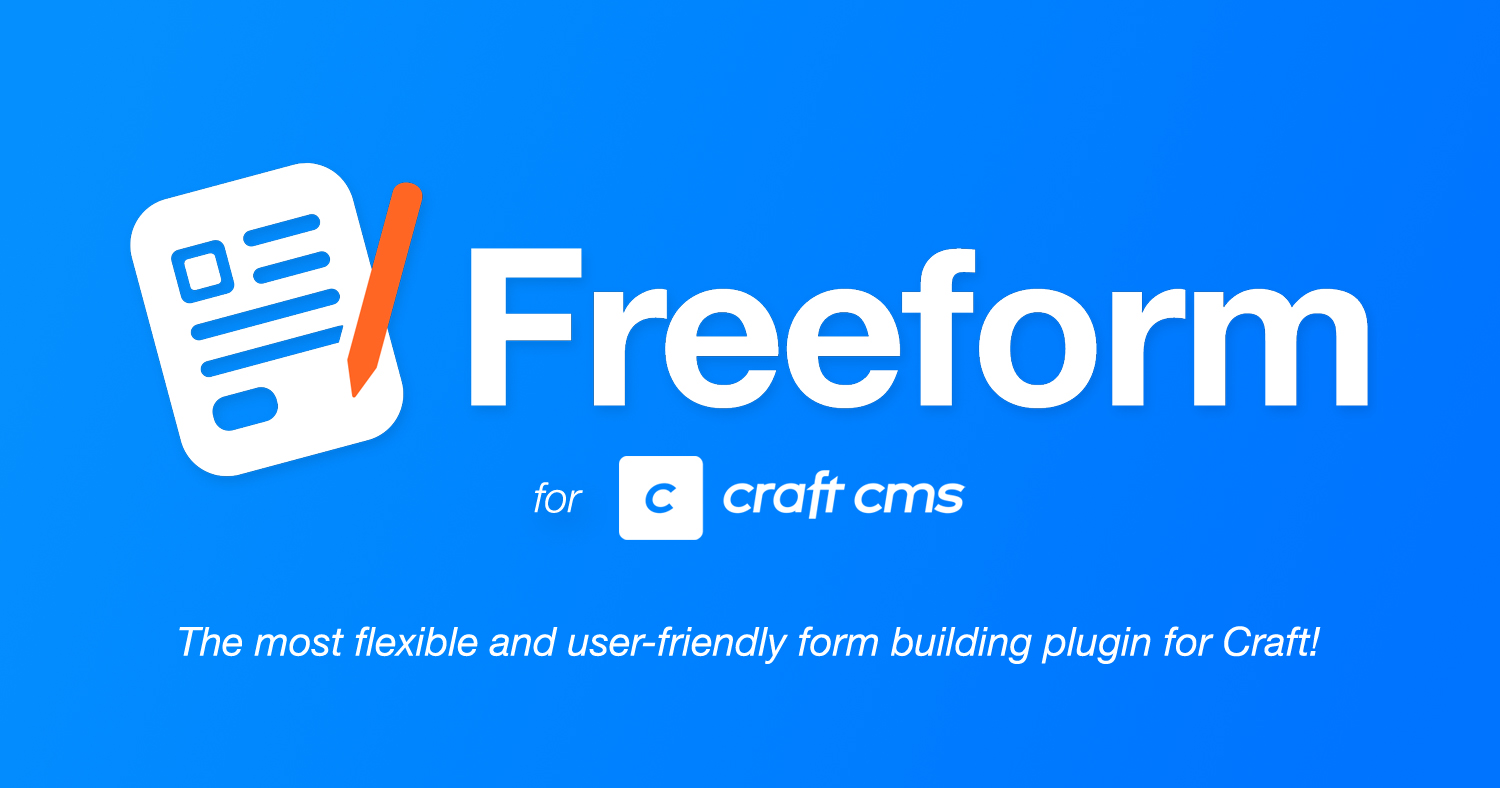 Freeform
for c craft cms
The most flexible and user-friendly form building plugin for Craft!